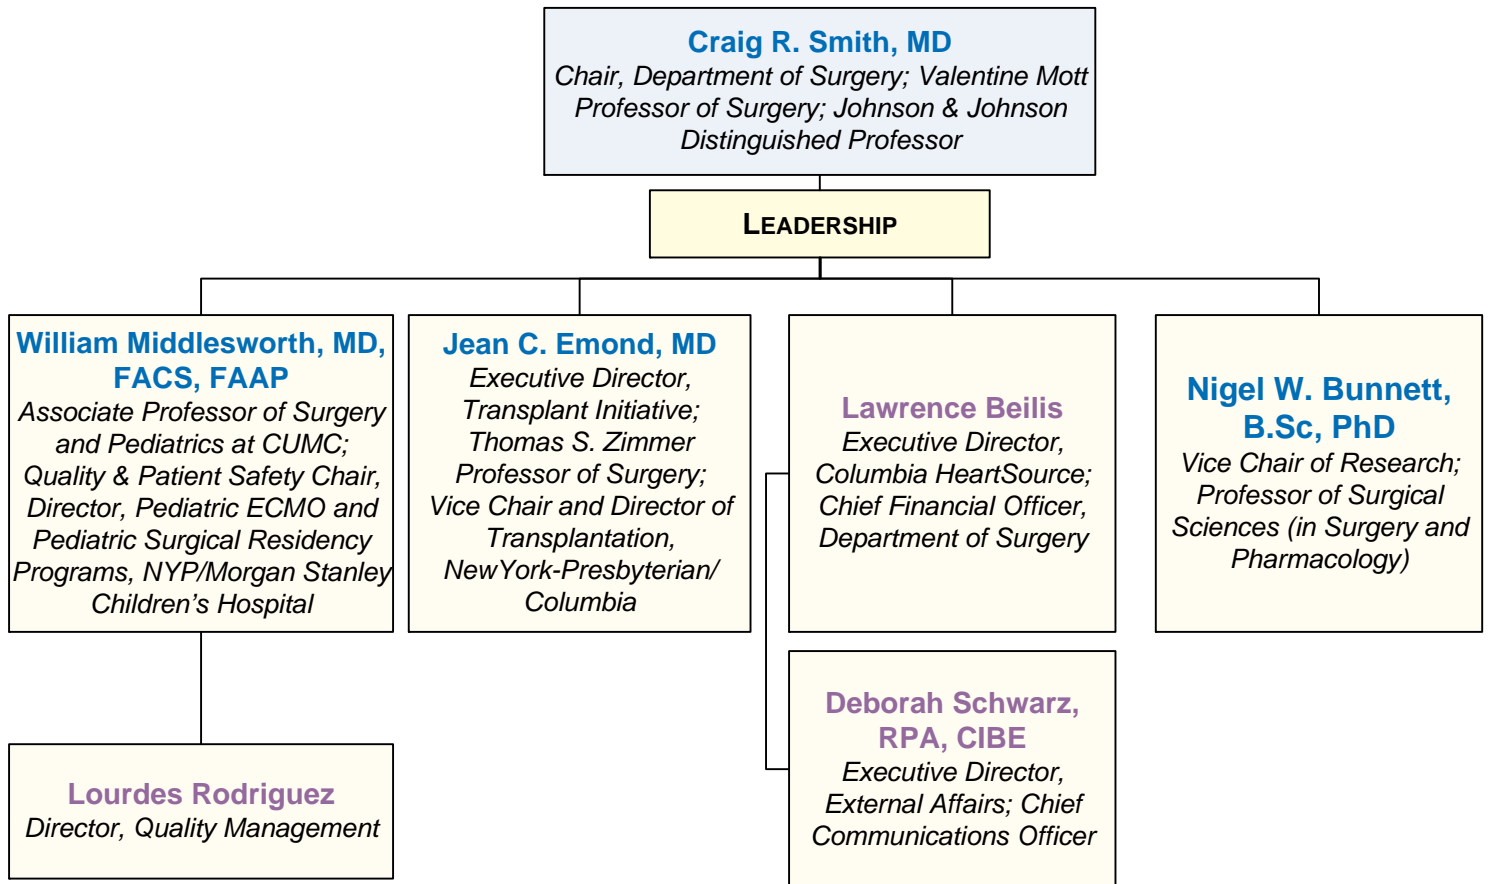 Craig R. Smith, MD
Chair, Department of Surgery; Valentine Mott
Professor of Surgery; Johnson & Johnson
Distinguished Professor
LEADERSHIP
William Middlesworth, MD,
FACS, FAAP
Associate Professor of Surgery
and Pediatrics at CUMC;
Quality & Patient Safety Chair,
Director, Pediatric ECMO and
Pediatric Surgical Residency
Programs, NYP/Morgan Stanley
Children’s Hospital
Jean C. Emond, MD
Executive Director,
Transplant Initiative;
Thomas S. Zimmer
Professor of Surgery;
Vice Chair and Director of
Transplantation,
NewYork-Presbyterian/
Columbia
Lawrence Beilis
Executive Director,
Columbia HeartSource;
Chief Financial Officer,
Department of Surgery
Nigel W. Bunnett,
B.Sc, PhD
Vice Chair of Research;
Professor of Surgical
Sciences (in Surgery and
Pharmacology)
Lourdes Rodriguez
Director, Quality Management
Deborah Schwarz,
RPA, CIBE
Executive Director,
External Affairs; Chief
Communications Officer